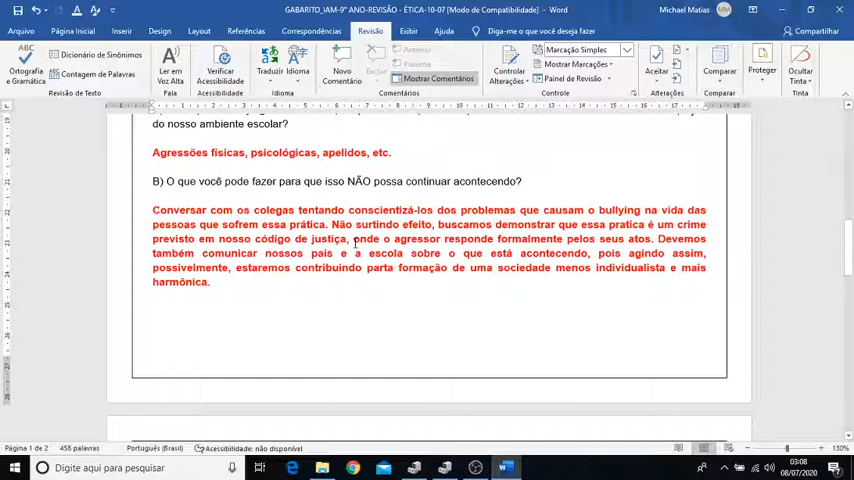 GABARITO_IAM-9° ANO-REVISÃO - ÉTICA-10-07 [Modo de Compatibilidade] - Word
Michael Matias
MM
Arquivo
Página Inicial
Inserir
Design
Layout
Referências
Correspondências
Revisão
Exibir
Ajuda
Diga-me o que você deseja fazer
Compartilhar
ABC
Ortografia
e Gramática
Dicionário de Sinônimos
Contagem de Palavras
Revisão de Texto
Ler em
Voz Alta
Fala
Verificar
Acessibilidade
Acessibilidade
Traduzir
Idioma
Idioma
Novo
Comentário
Excluir
Anterior
Próxima
Mostrar Comentários
Comentários
Controlar
Alterações
Marcação Simples
Mostrar Marcações
Painel de Revisão
Controle
Aceitar
Alterações
Comparar
Comparar
Proteger
Ocultar
Tinta
Tinta
do nosso ambiente escolar?
Agressões físicas, psicológicas, apelidos, etc.
B) O que você pode fazer para que isso NÃO possa continuar acontecendo?
Conversar com os colegas tentando conscientizá-los dos problemas que causam o bullying na vida das
pessoas que sofrem essa prática. Não surtindo efeito, buscamos demonstrar que essa pratica é um crime
previsto em nosso código de justiça, onde o agressor responde formalmente pelos seus atos. Devemos
também comunicar nossos pais e a escola sobre o que está acontecendo, pois agindo assim,
possivelmente, estaremos contribuindo parta formação de uma sociedade menos individualista e mais
harmônica.
Página 1 de 2
455 palavras
Português (Brasil)
Acessibilidade: não disponível
130%
Digite aqui para pesquisar
03:08
08/07/2020